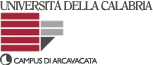 UNIVERSITÀ DELLA CALABRIA
CAMPUS DI ARCAVACATA